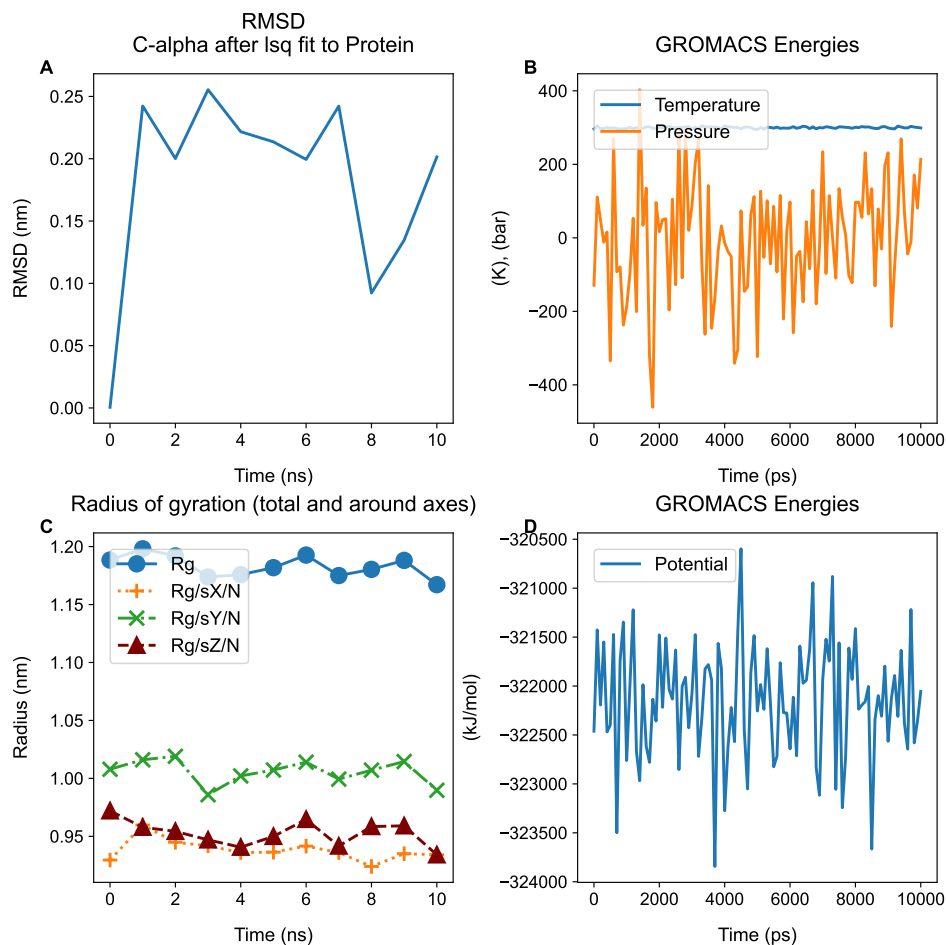 RMSD
C-alpha after lsq fit to Protein
A
0.25
0.20
0.15
0.10
0.05
0.00
RMSD (nm)
0 2 4 6 8 10
Time (ns)
GROMACS Energies
B
400
200
0
−200
−400
(K), (bar)
Temperature
Pressure
0 2000 4000 6000 8000 10000
Time (ps)
Radius of gyration (total and around axes)
C
1.20
1.15
1.10
1.05
1.00
0.95
Radius (nm)
Rg
Rg/sX/N
Rg/sY/N
Rg/sZ/N
0 2 4 6 8 10
Time (ns)
GROMACS Energies
D
−320500
−321000
−321500
−322000
−322500
−323000
−323500
−324000
(kJ/mol)
Potential
0 2000 4000 6000 8000 10000
Time (ps)